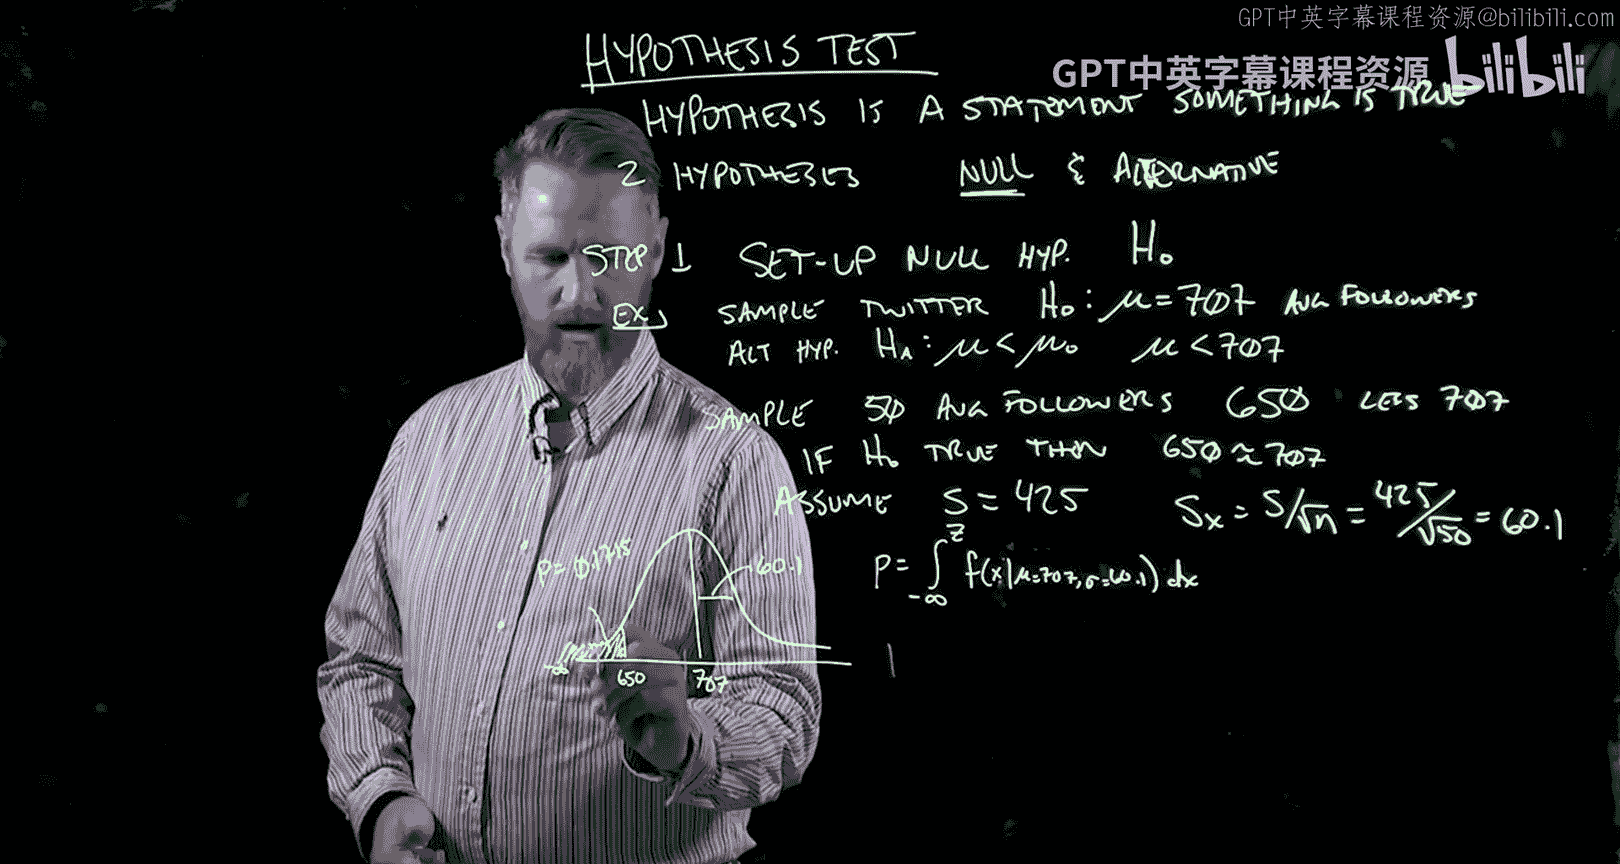 GPT中英字幕课程资源@bilibili.com
GPT中英字幕课程资源 bilibili
HYPOTHESIS TEST
HYPOTHESIS IS A STATEMENT SOMETHING IS TRUE
2 HYPOTHESES NULL & ALTERNATIVE
STEP 1 SET-UP NULL HYP. H₀
EX, SAMPLE TWITTER H₀: μ=707 AVG FOLLOWERS
ALT HYP. Hₐ: μ<μ₀ μ<707
SAMPLE 50 AVG FOLLOWERS 650 LESS 707
IF H₀ TRUE THEN 650≈707
ASSUME S=425 Sₓ = S/√n = 425/√50 = 60.1
P = ∫_{-∞}^{Z} f(x|μ=707, σ=60.1) dx
P=0.1715 60.1
-∞ 650 707